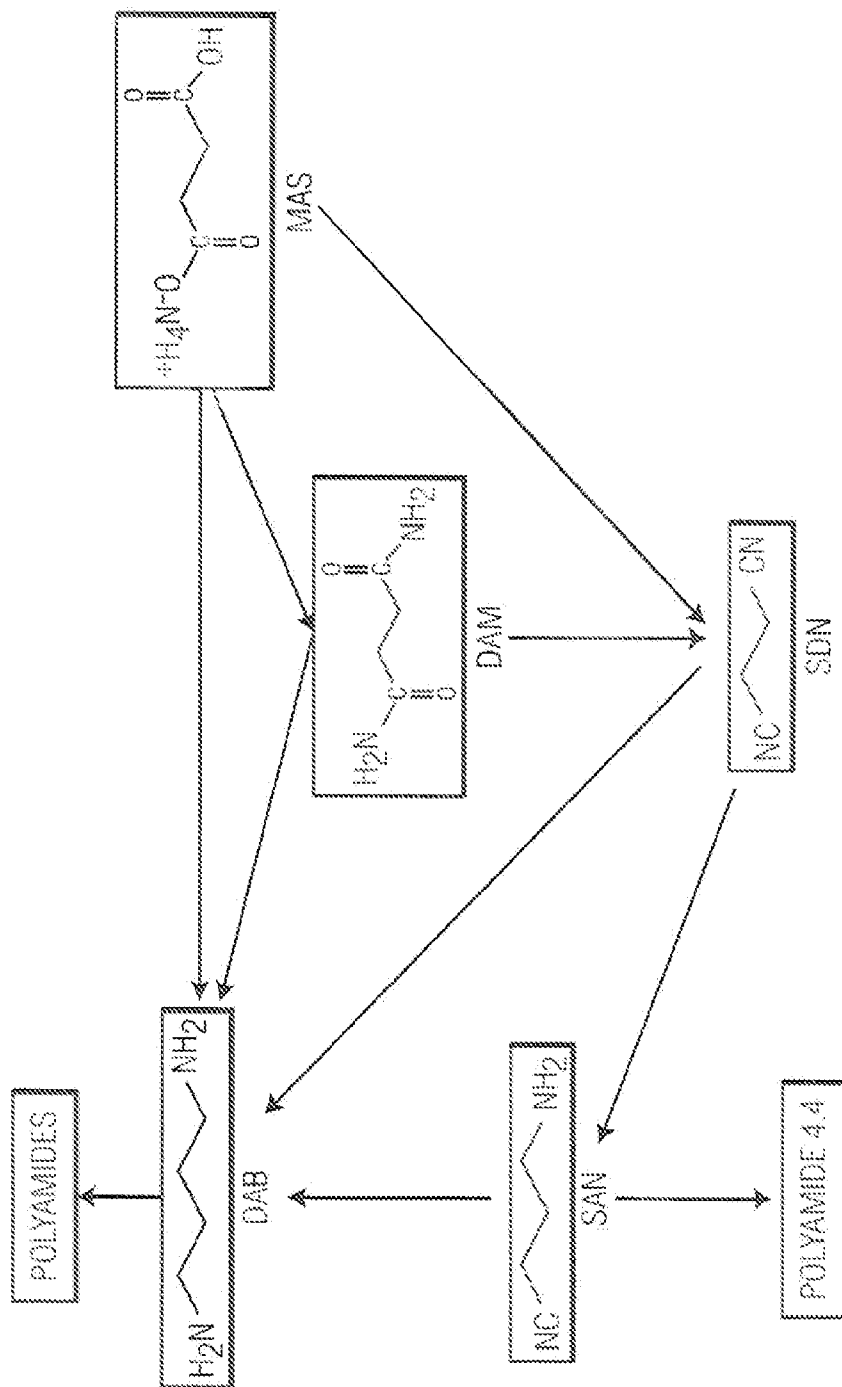 POLYAMIDES
H2N
NH2
DAB
+H4N-O
C
O
O
C
OH
MAS
H2N
C
O
O
C
NH2
DAM
NC
NH2
SAN
NC
CN
SDN
POLYAMIDE 4.4